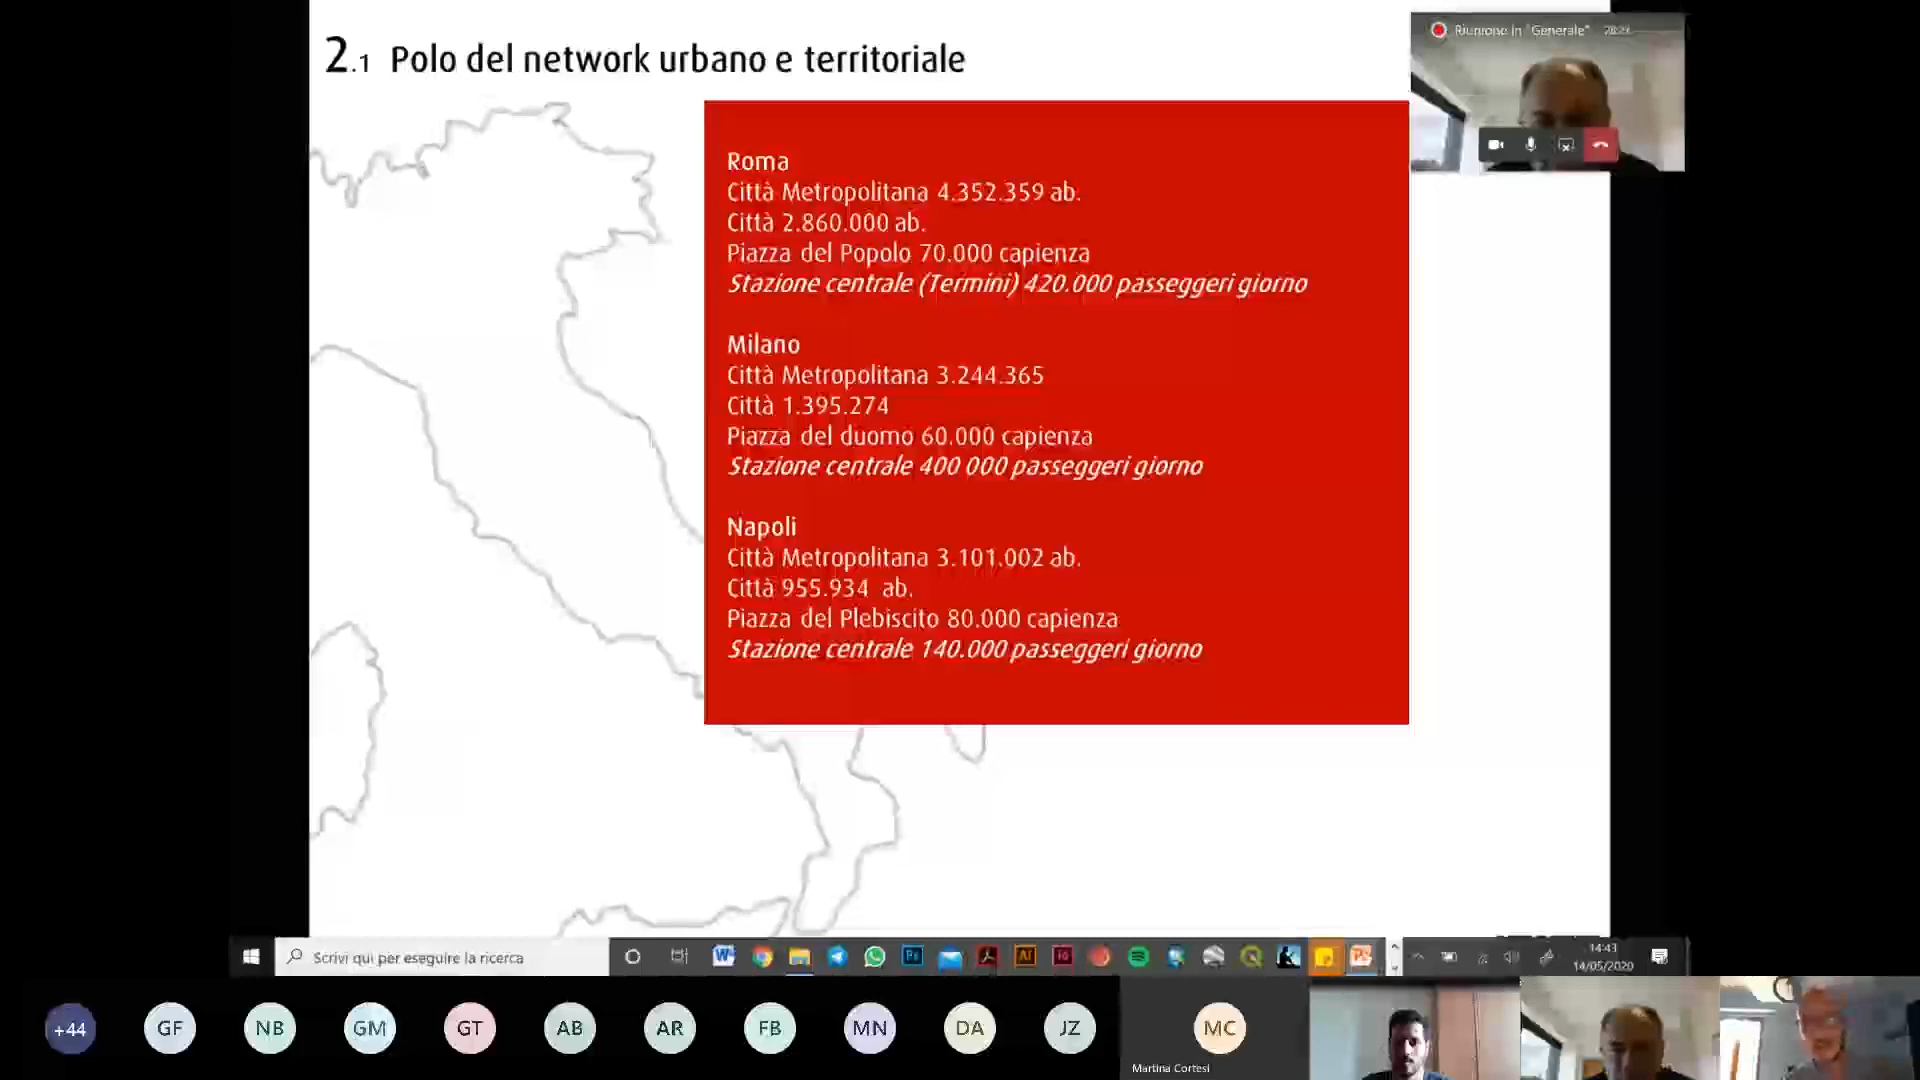 2.1 Polo del network urbano e territoriale
Riunione in "Generale" 28:23
Roma
Città Metropolitana 4.352.359 ab.
Città 2.860.000 ab.
Piazza del Popolo 70.000 capienza
Stazione centrale (Termini) 420.000 passeggeri giorno
Milano
Città Metropolitana 3.244.365
Città 1.395.274
Piazza del duomo 60.000 capienza
Stazione centrale 400 000 passeggeri giorno
Napoli
Città Metropolitana 3.101.002 ab.
Città 955.934 ab.
Piazza del Plebiscito 80.000 capienza
Stazione centrale 140.000 passeggeri giorno
Scrivi qui per eseguire la ricerca
14:43
14/05/2020
+44 GF NB GM GT AB AR FB MN DA JZ MC
Martina Cortesi